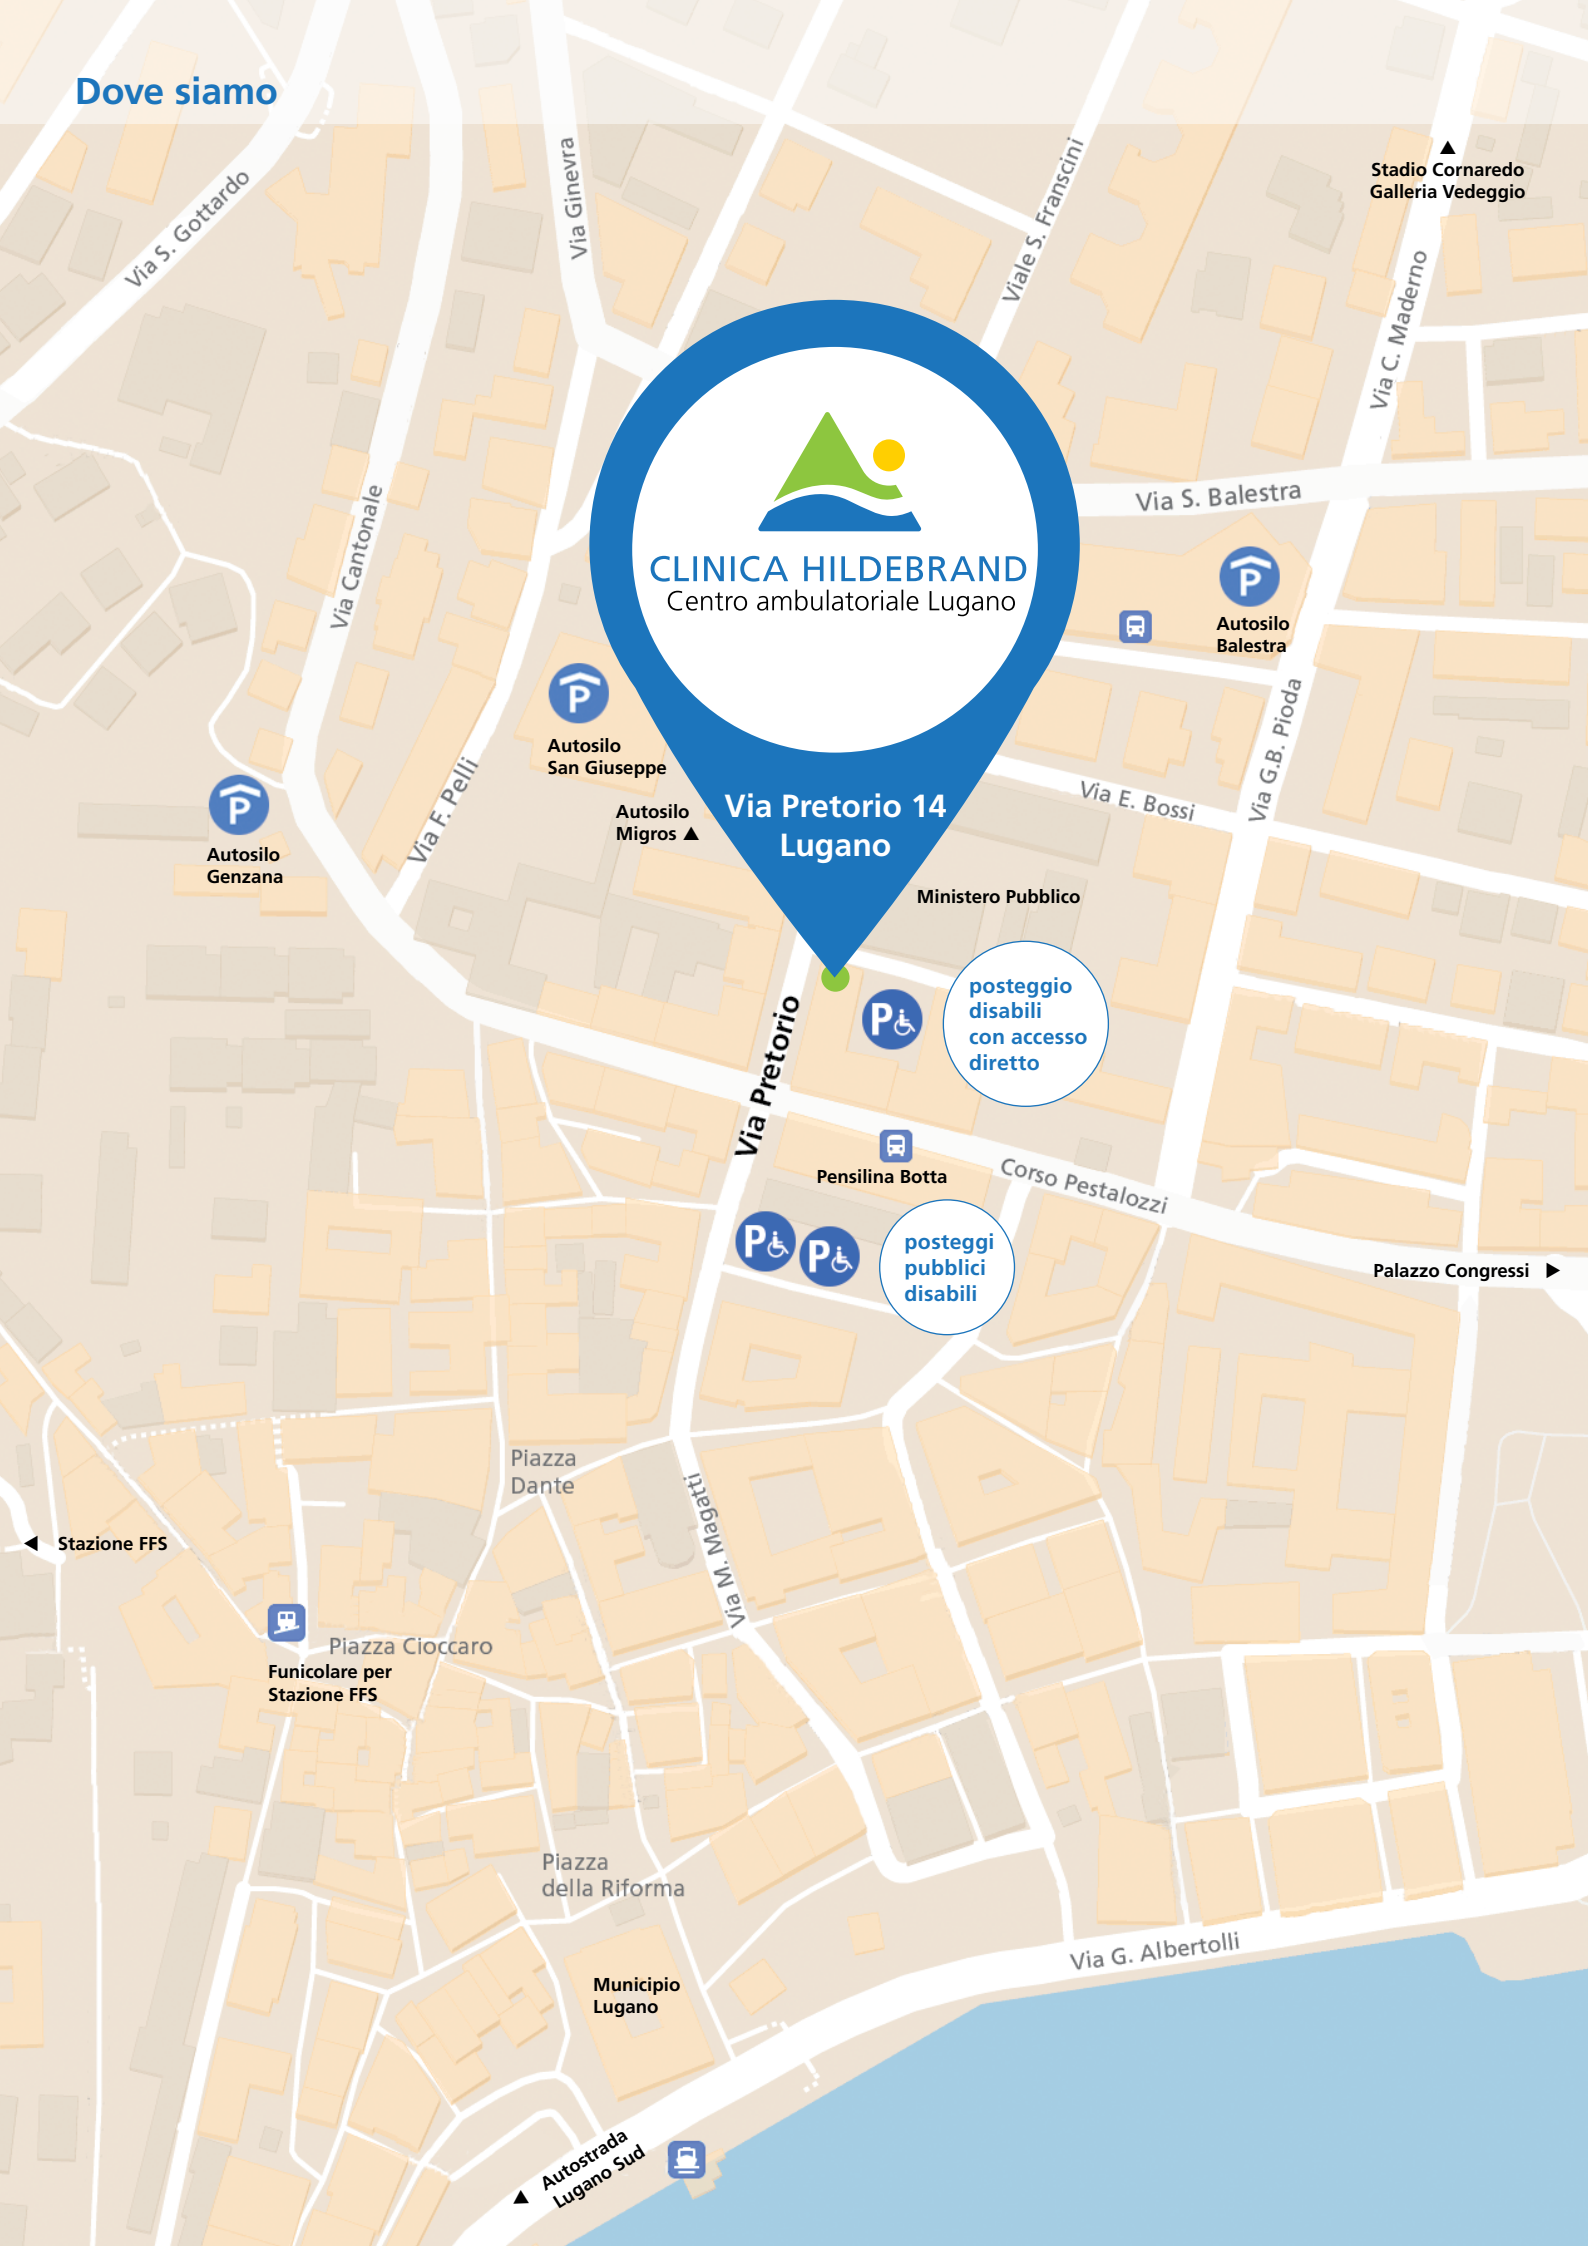 Dove siamo
Via S. Gottardo
Via Ginevra
Viale S. Franscini
Stadio Cornaredo
Galleria Vedeggio
Via C. Maderno
Via Cantonale
CLINICA HILDEBRAND
Centro ambulatoriale Lugano
Via S. Balestra
P
Autosilo
Balestra
P
Autosilo
San Giuseppe
Via G.B. Pioda
Via F. Pelli
P
Autosilo
Genzana
Autosilo
Migros
Via Pretorio 14
Lugano
Via E. Bossi
Ministero Pubblico
P
posteggio
disabili
con accesso
diretto
Via Pretorio
Pensilina Botta
Corso Pestalozzi
P
P
posteggi
pubblici
disabili
Palazzo Congressi
Piazza
Dante
Via M. Magatti
Stazione FFS
Piazza Cioccaro
Funicolare per
Stazione FFS
Piazza
della Riforma
Via G. Albertolli
Municipio
Lugano
Autostrada
Lugano Sud